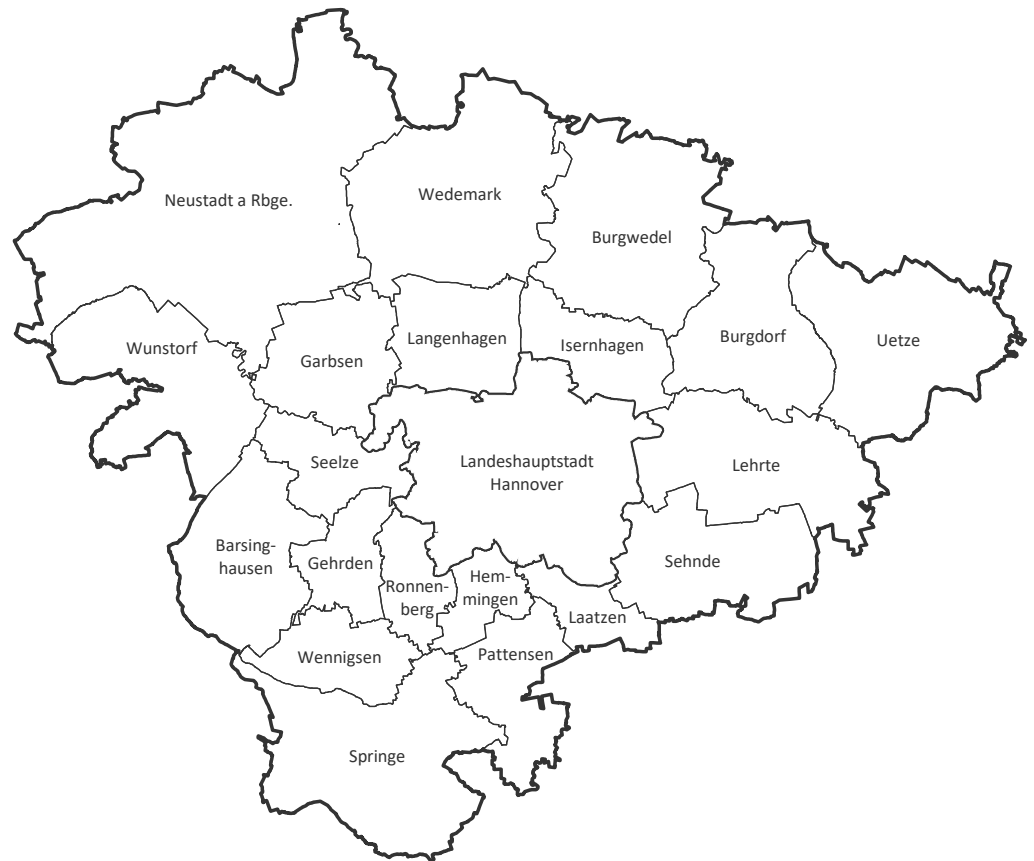 Neustadt a Rbge.
Wedemark
Burgwedel
Wunstorf
Garbsen
Langenhagen
Isernhagen
Burgdorf
Uetze
Seelze
Landeshauptstadt
Hannover
Lehrte
Barsing-
hausen
Gehrden
Ronnen-
berg
Hem-
mingen
Sehnde
Laatzen
Wennigsen
Pattensen
Springe